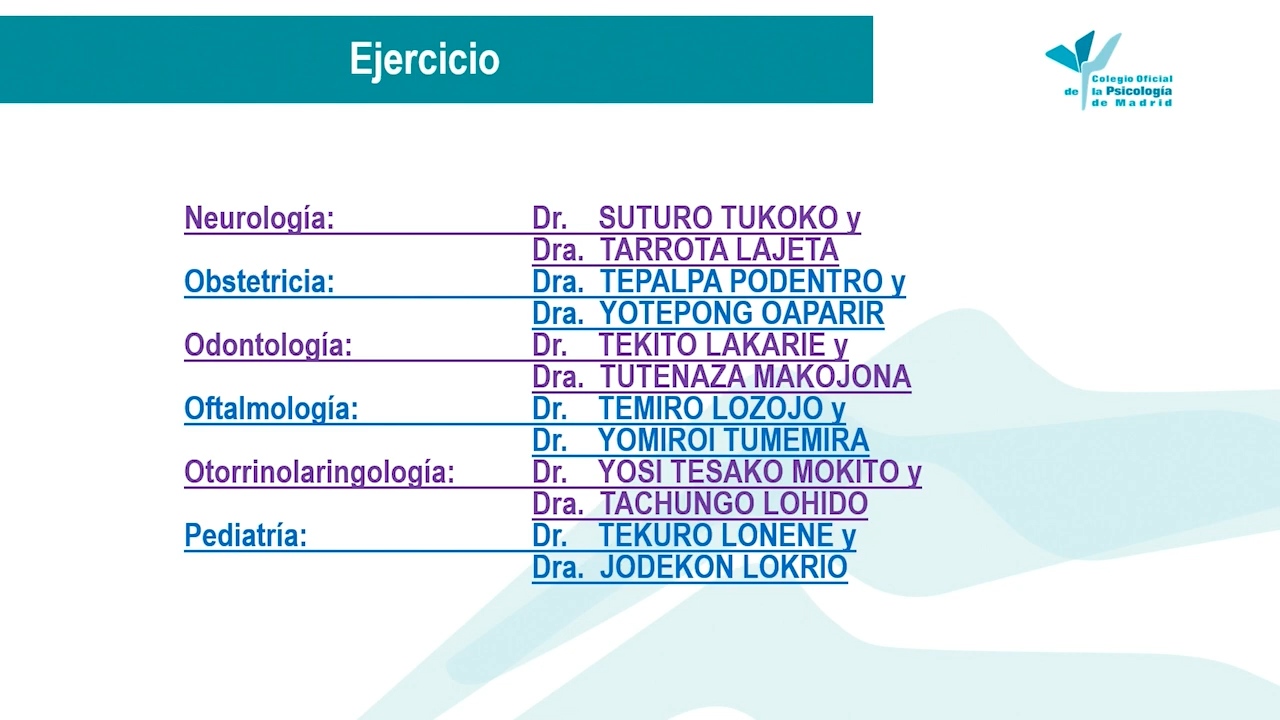 Ejercicio
Colegio Oficial
de la Psicología
de Madrid
Neurología: Dr. SUTURO TUKOKO y
Dra. TARROTA LAJETA
Obstetricia: Dra. TEPALPA PODENTRO y
Dra. YOTEPONG OAPARIR
Odontología: Dr. TEKITO LAKARIE y
Dra. TUTENAZA MAKOJONA
Oftalmología: Dr. TEMIRO LOZOJO y
Dr. YOMIROI TUMEMIRA
Otorrinolaringología: Dr. YOSI TESAKO MOKITO y
Dra. TACHUNGO LOHIDO
Pediatría: Dr. TEKURO LONENE y
Dra. JODEKON LOKRIO